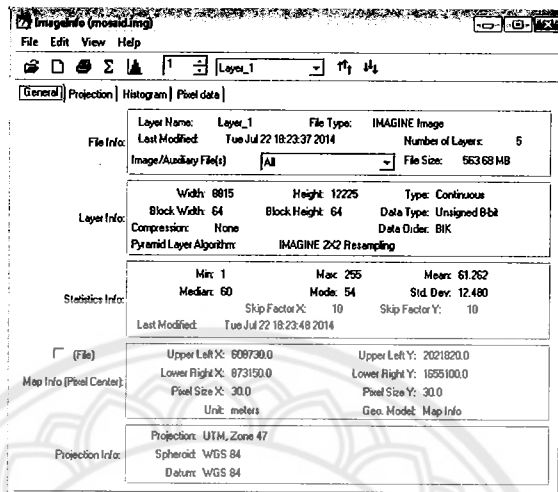 ImageInfo (mosaid.img)
File Edit View Help
Σ 1 Layer_1
General Projection Histogram Pixel data
Layer Name: Layer_1 File Type: IMAGINE Image
File Info: Last Modified: Tue Jul 22 18:23:37 2014 Number of Layers: 5
Image/Auxiliary File(s) All File Size: 563.68 MB
Width: 8815 Height: 12225 Type: Continuous
Block Width: 64 Block Height: 64 Data Type: Unsigned 8-bit
Layer Info: Compression: None Data Order: BIK
Pyramid Layer Algorithm: IMAGINE 2X2 Resampling
Min: 1 Max: 255 Mean: 61.262
Median: 60 Mode: 54 Std. Dev: 12.480
Statistics Info: Skip Factor X: 10 Skip Factor Y: 10
Last Modified: Tue Jul 22 18:23:48 2014
(File) Upper Left X: 608730.0 Upper Left Y: 2021820.0
Map Info (Pixel Center): Lower Right X: 873150.0 Lower Right Y: 1655100.0
Pixel Size X: 30.0 Pixel Size Y: 30.0
Unit: meters Geo. Model: Map Info
Projection: UTM, Zone 47
Projection Info: Spheroid: WGS 84
Datum: WGS 84